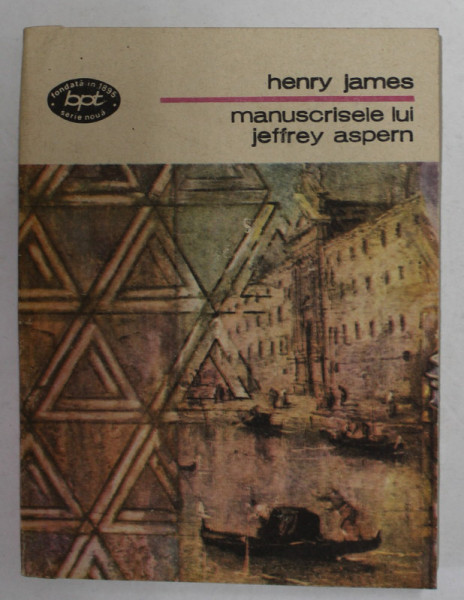 fondată în 1895
bpt
serie nouă
henry james
manuscrisele lui
jeffrey aspern